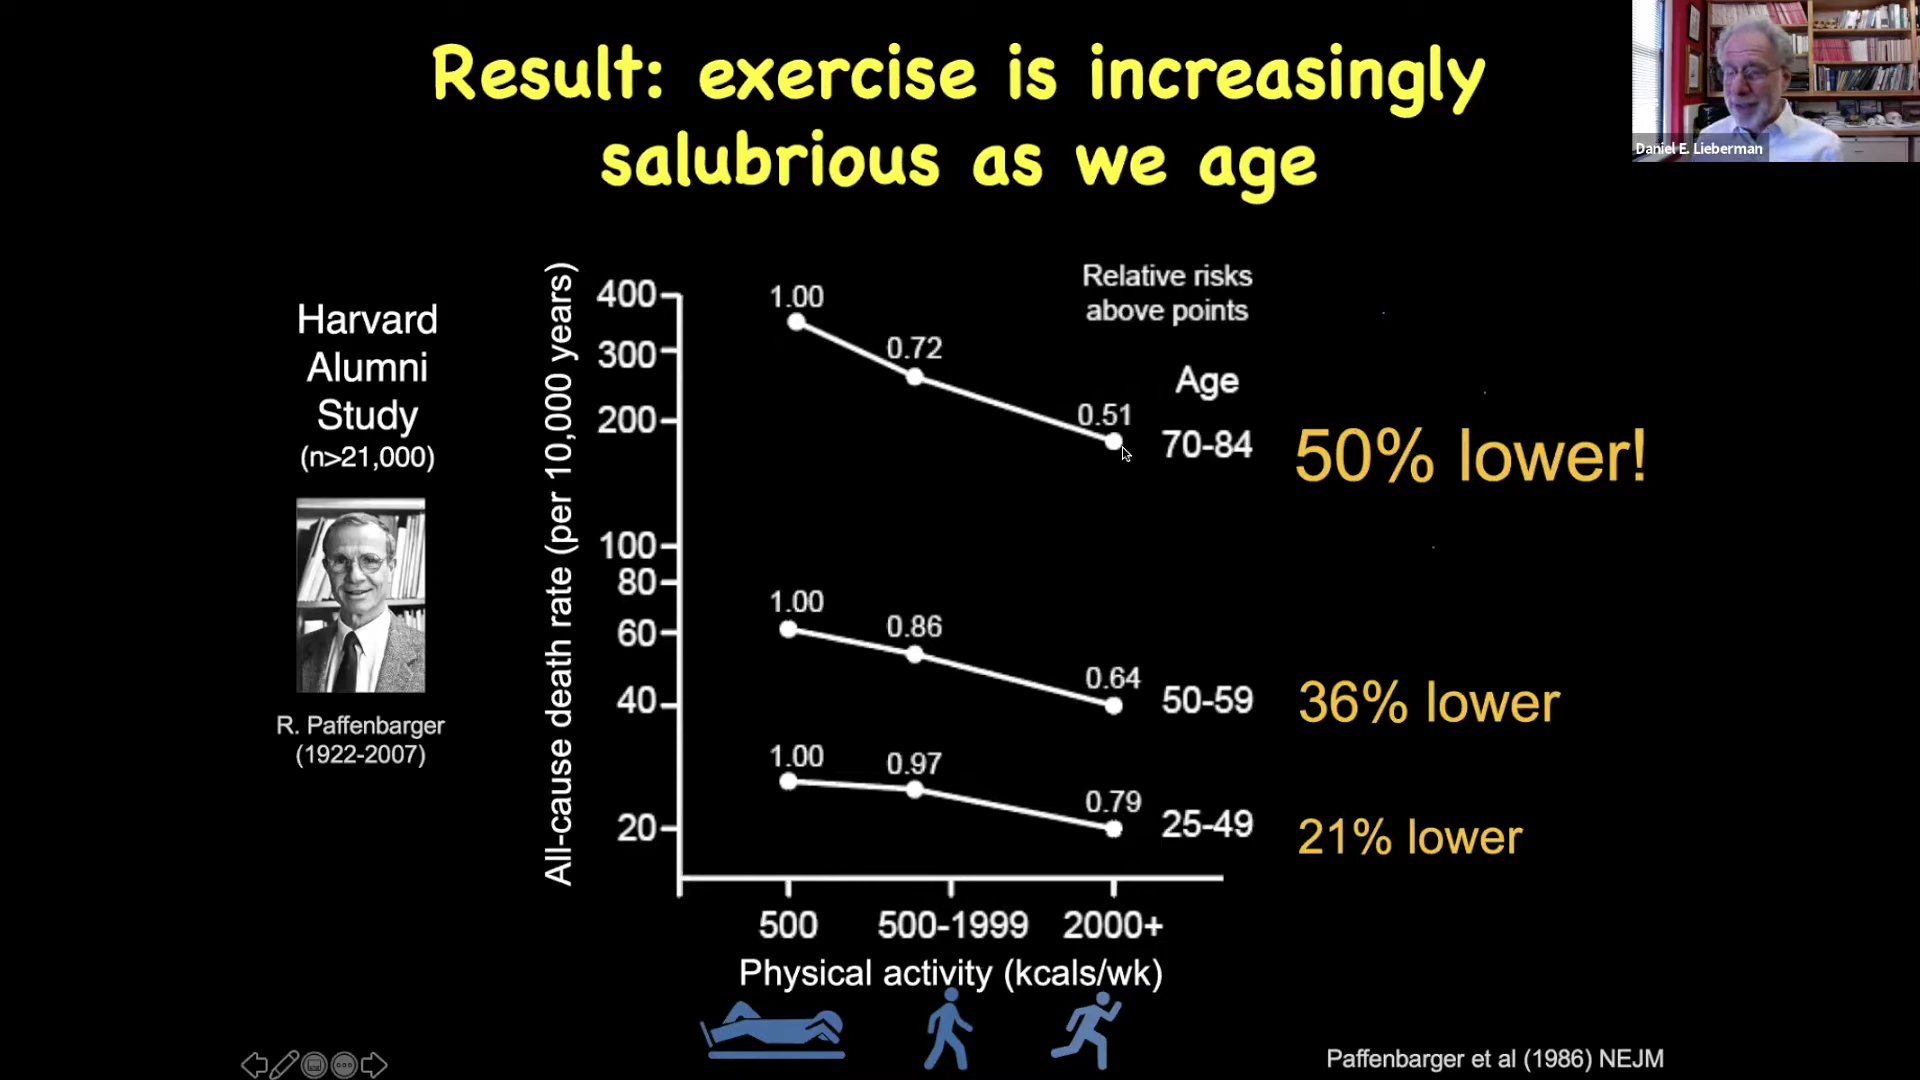 Result: exercise is increasingly
salubrious as we age
Daniel E. Lieberman
Harvard
Alumni
Study
(n>21,000)
R. Paffenbarger
(1922-2007)
All-cause death rate (per 10,000 years)
400
300
200
100
80
60
40
20
Relative risks
above points
Age
1.00
0.72
0.51
70-84
50% lower!
1.00
0.86
0.64
50-59
36% lower
1.00
0.97
0.79
25-49
21% lower
500
500-1999
2000+
Physical activity (kcals/wk)
Paffenbarger et al (1986) NEJM